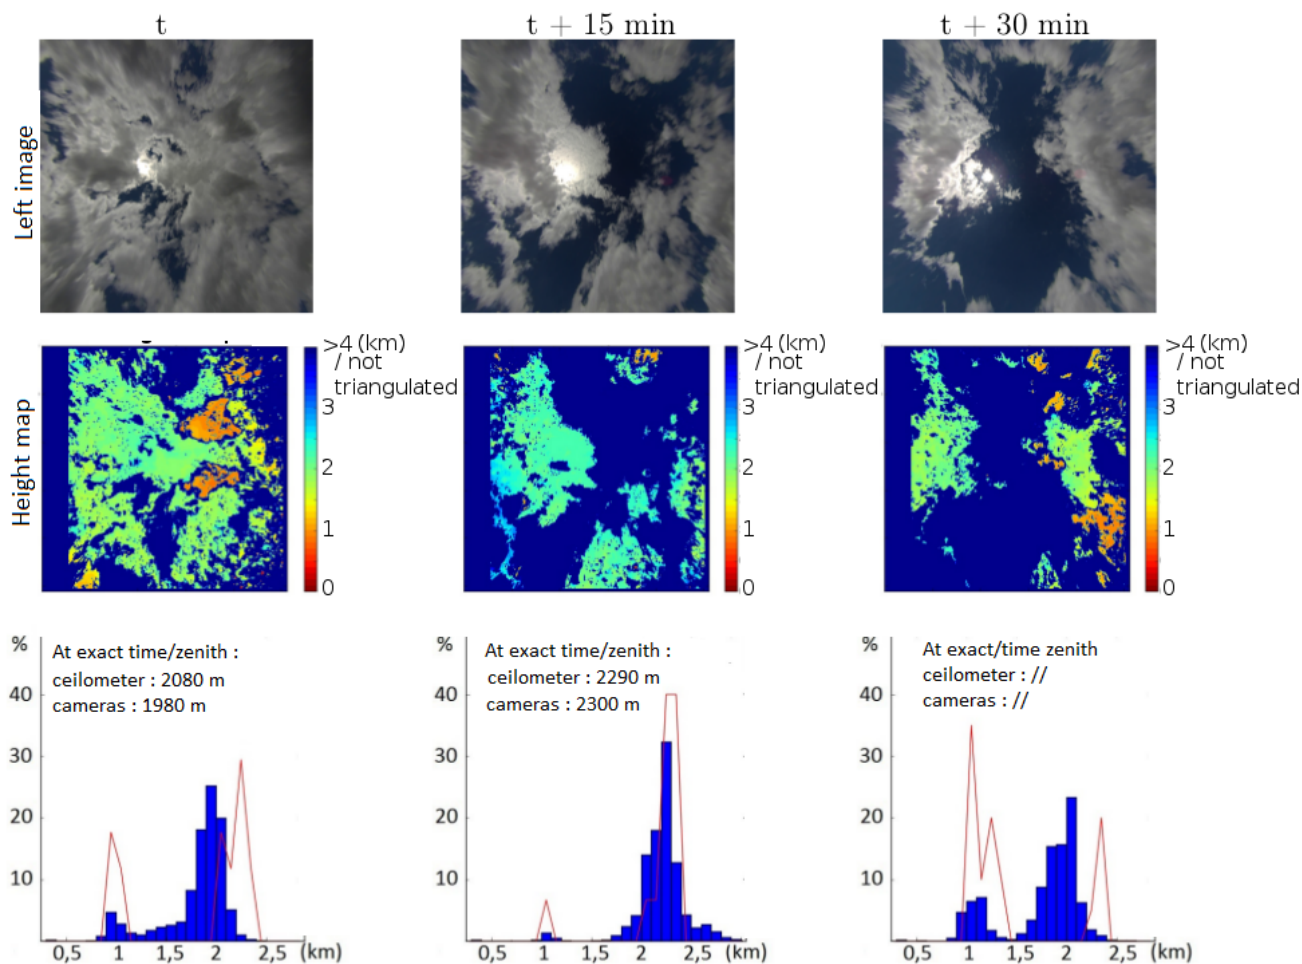 t
t + 15 min
t + 30 min
Left image
Height map
>4 (km)
/ not
triangulated
3
2
1
0
>4 (km)
/ not
triangulated
3
2
1
0
>4 (km)
/ not
triangulated
3
2
1
0
%
40
30
20
10
At exact time/zenith :
ceilometer : 2080 m
cameras : 1980 m
0,5 1 1,5 2 2,5 (km)
%
40
30
20
10
At exact time/zenith :
ceilometer : 2290 m
cameras : 2300 m
0,5 1 1,5 2 2,5 (km)
%
40
30
20
10
At exact/time zenith
ceilometer : //
cameras : //
0,5 1 1,5 2 2,5 (km)